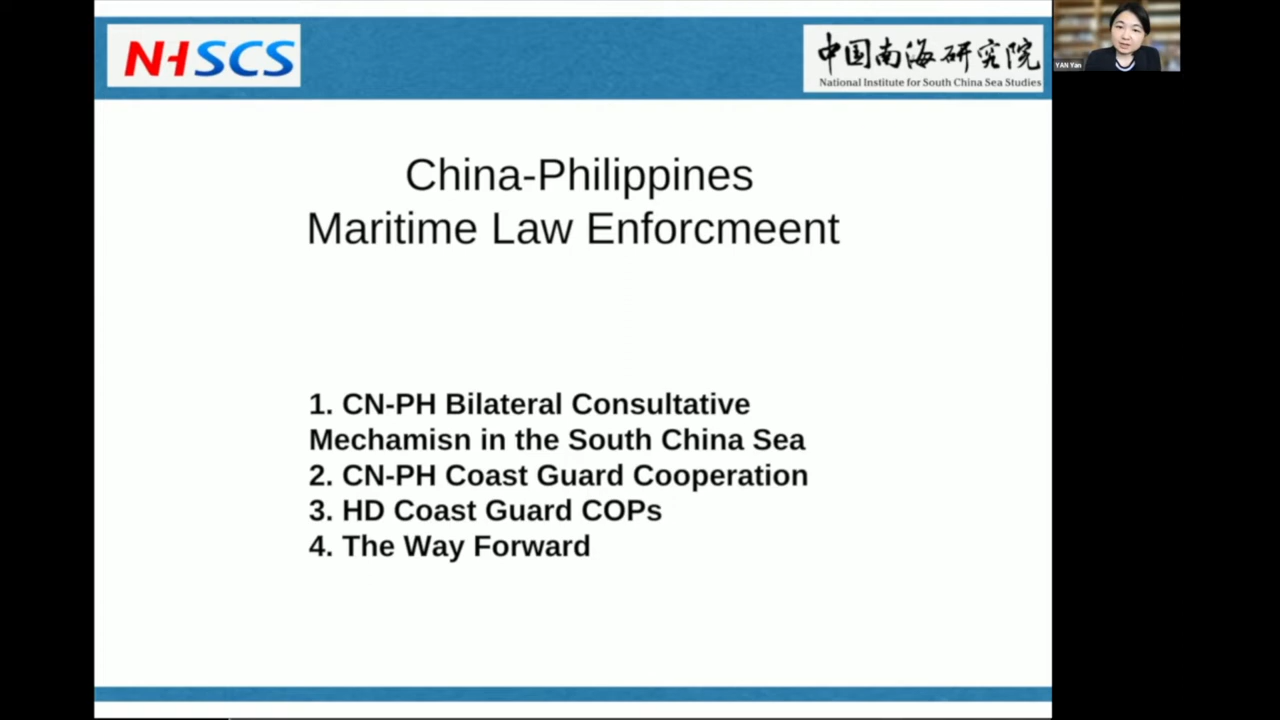 NHSCS
中国南海研究院
National Institute for South China Sea Studies
YAN Yan
China-Philippines
Maritime Law Enforcmeent
1. CN-PH Bilateral Consultative
Mechamisn in the South China Sea
2. CN-PH Coast Guard Cooperation
3. HD Coast Guard COPs
4. The Way Forward